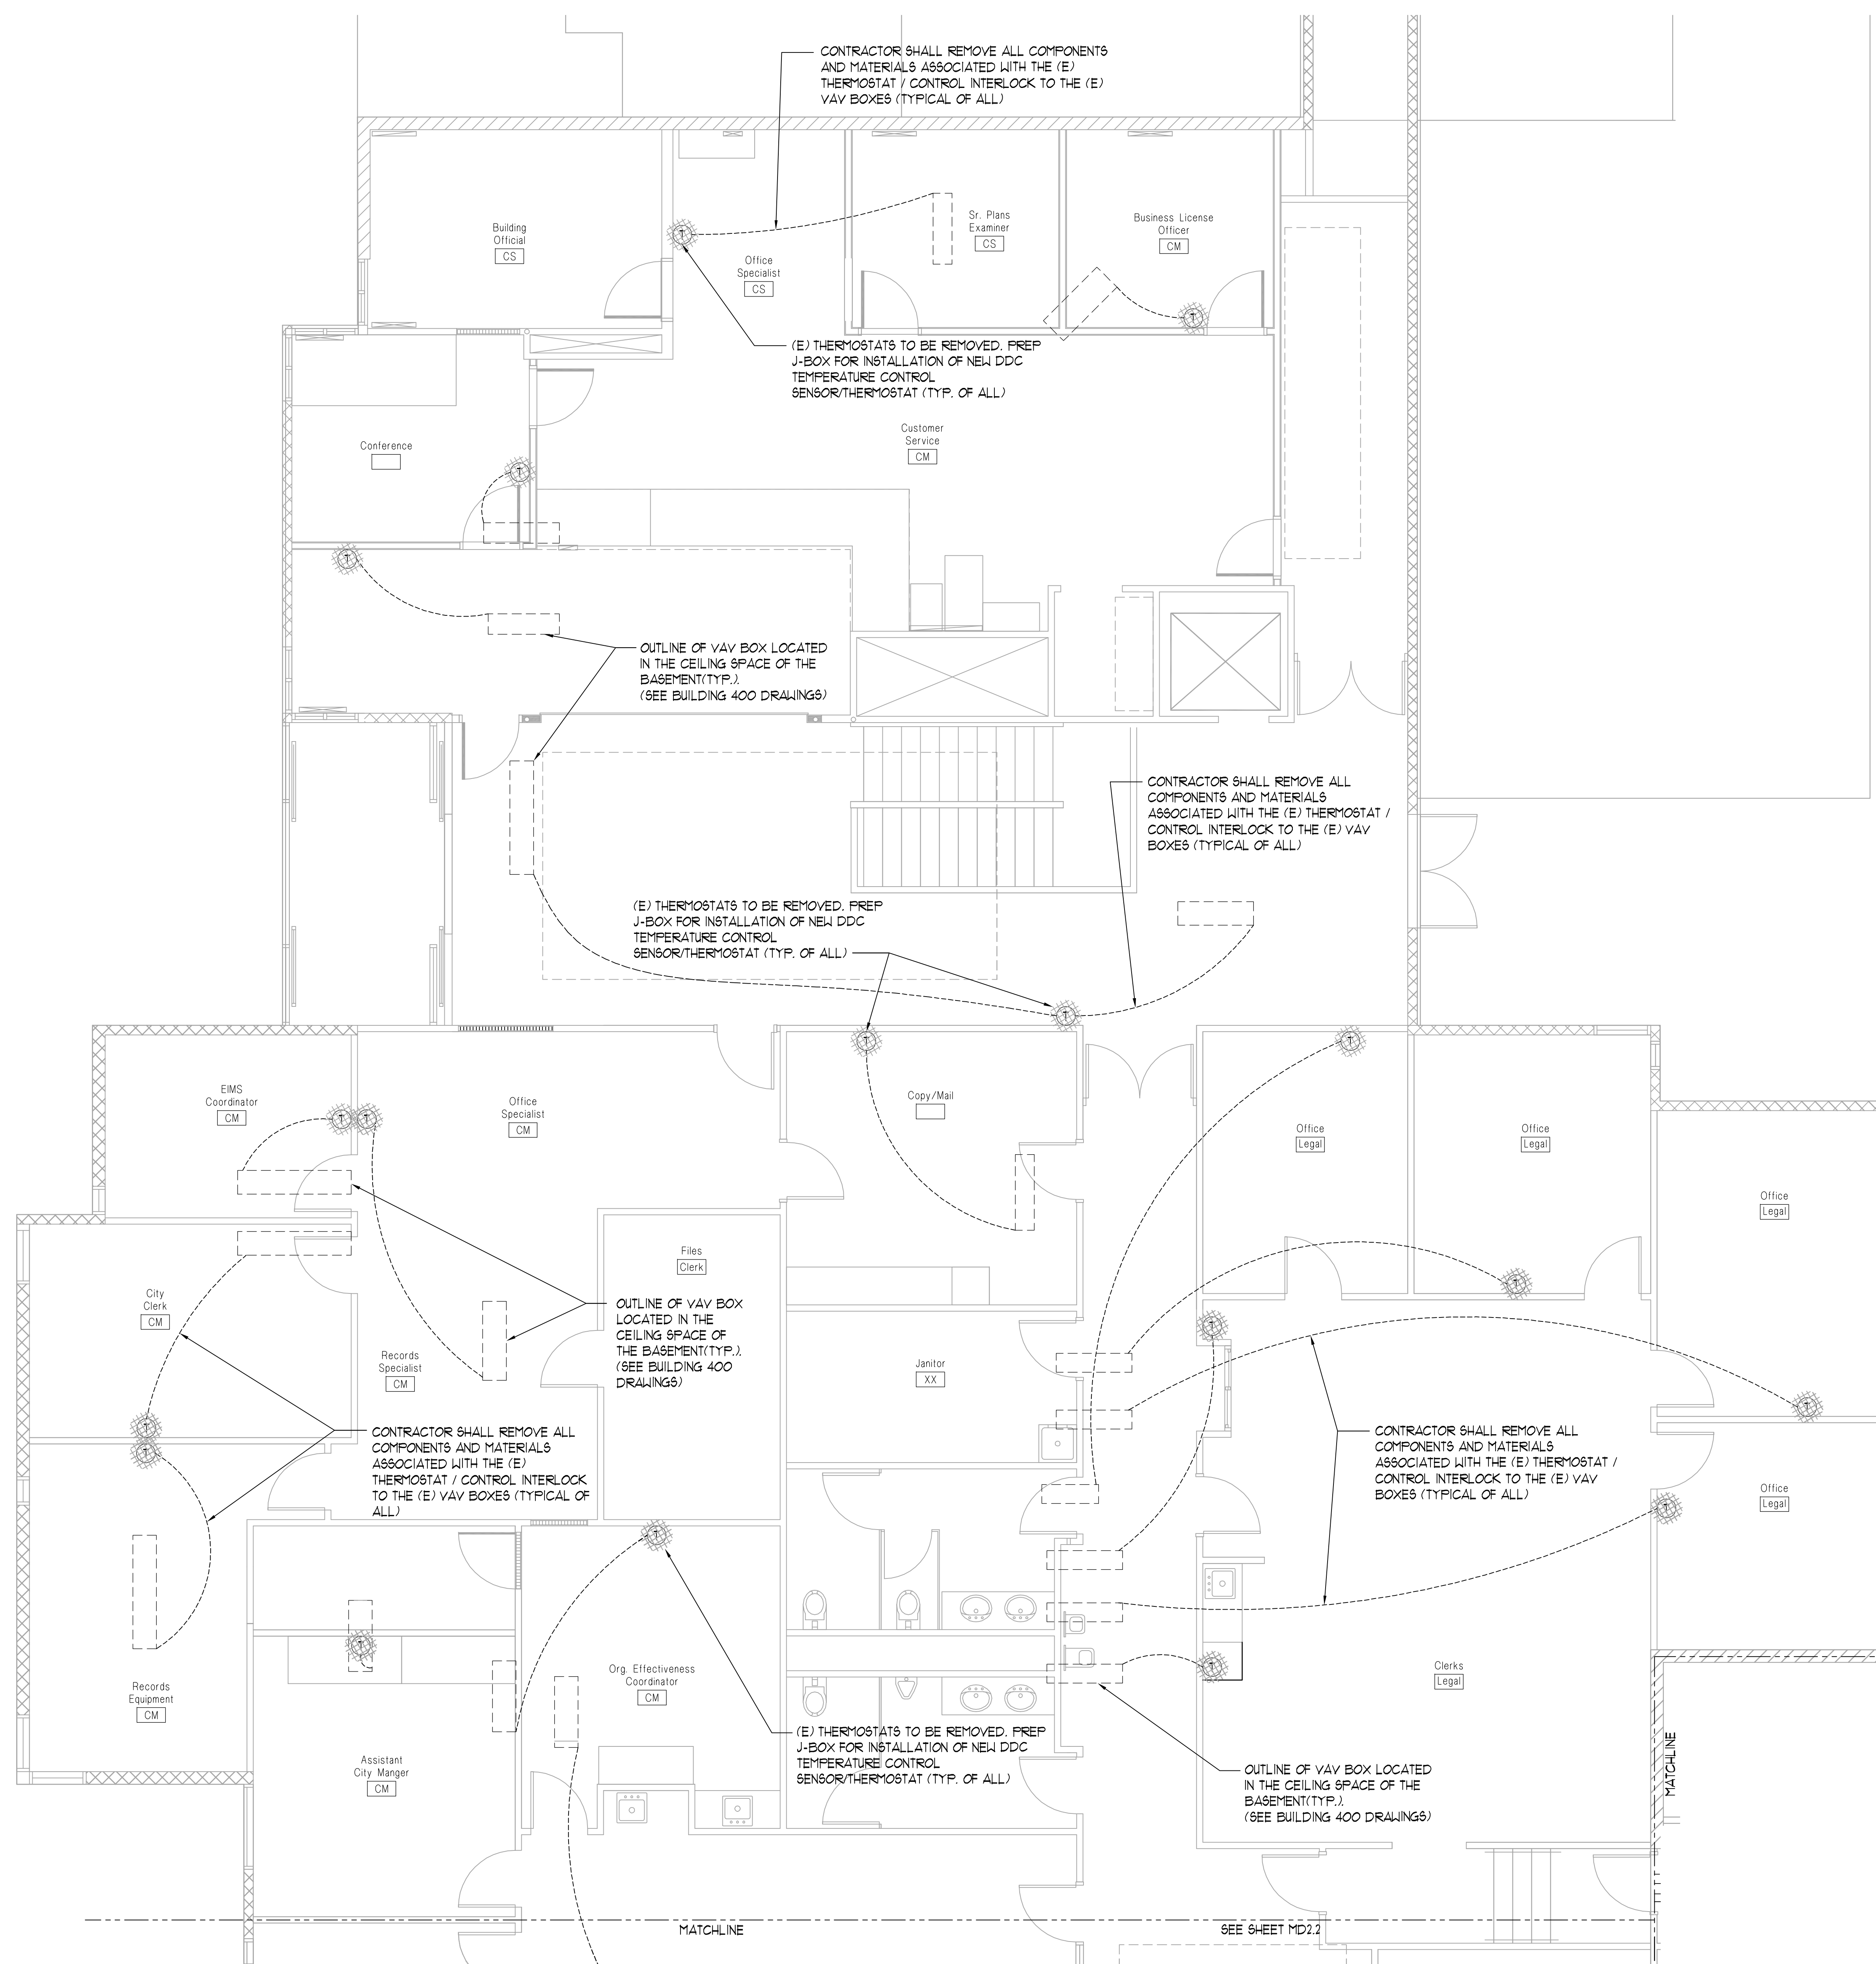 CONTRACTOR SHALL REMOVE ALL COMPONENTS
AND MATERIALS ASSOCIATED WITH THE (E)
THERMOSTAT / CONTROL INTERLOCK TO THE (E)
VAV BOXES (TYPICAL OF ALL)
Building
Official
CS
T
Office
Specialist
CS
Sr. Plans
Examiner
CS
Business License
Officer
CM
T
(E) THERMOSTATS TO BE REMOVED. PREP
J-BOX FOR INSTALLATION OF NEW DDC
TEMPERATURE CONTROL
SENSOR/THERMOSTAT (TYP. OF ALL)
Conference
Customer
Service
CM
T
T
OUTLINE OF VAV BOX LOCATED
IN THE CEILING SPACE OF THE
BASEMENT(TYP.).
(SEE BUILDING 400 DRAWINGS)
CONTRACTOR SHALL REMOVE ALL
COMPONENTS AND MATERIALS
ASSOCIATED WITH THE (E) THERMOSTAT /
CONTROL INTERLOCK TO THE (E) VAV
BOXES (TYPICAL OF ALL)
(E) THERMOSTATS TO BE REMOVED. PREP
J-BOX FOR INSTALLATION OF NEW DDC
TEMPERATURE CONTROL
SENSOR/THERMOSTAT (TYP. OF ALL)
T
T
T
EIMS
Coordinator
CM
T
T
Office
Specialist
CM
Copy/Mail
Office
Legal
Office
Legal
Office
Legal
Files
Clerk
City
Clerk
CM
T
T
OUTLINE OF VAV BOX
LOCATED IN THE
CEILING SPACE OF
THE BASEMENT(TYP.).
(SEE BUILDING 400
DRAWINGS)
Records
Specialist
CM
Janitor
XX
T
T
T
CONTRACTOR SHALL REMOVE ALL
COMPONENTS AND MATERIALS
ASSOCIATED WITH THE (E)
THERMOSTAT / CONTROL INTERLOCK
TO THE (E) VAV BOXES (TYPICAL OF
ALL)
CONTRACTOR SHALL REMOVE ALL
COMPONENTS AND MATERIALS
ASSOCIATED WITH THE (E) THERMOSTAT /
CONTROL INTERLOCK TO THE (E) VAV
BOXES (TYPICAL OF ALL)
Office
Legal
T
T
T
T
Records
Equipment
CM
Org. Effectiveness
Coordinator
CM
Clerks
Legal
Assistant
City Manger
CM
(E) THERMOSTATS TO BE REMOVED. PREP
J-BOX FOR INSTALLATION OF NEW DDC
TEMPERATURE CONTROL
SENSOR/THERMOSTAT (TYP. OF ALL)
OUTLINE OF VAV BOX LOCATED
IN THE CEILING SPACE OF THE
BASEMENT(TYP.).
(SEE BUILDING 400 DRAWINGS)
MATCHLINE
MATCHLINE
SEE SHEET MD2.2